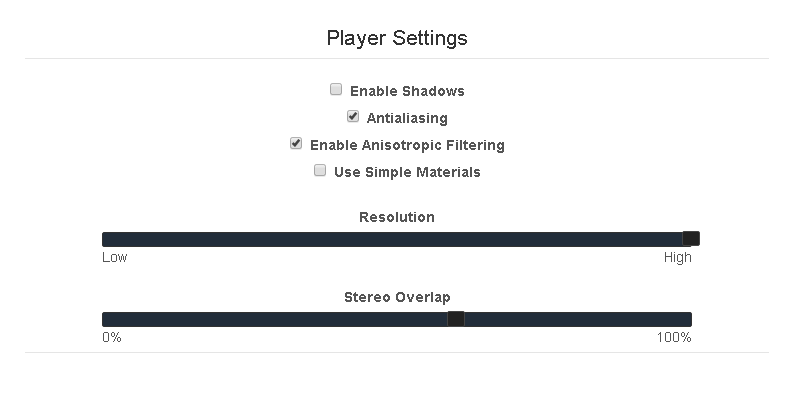 Player Settings
Enable Shadows
Antialiasing
Enable Anisotropic Filtering
Use Simple Materials
Resolution
Low High
Stereo Overlap
0% 100%